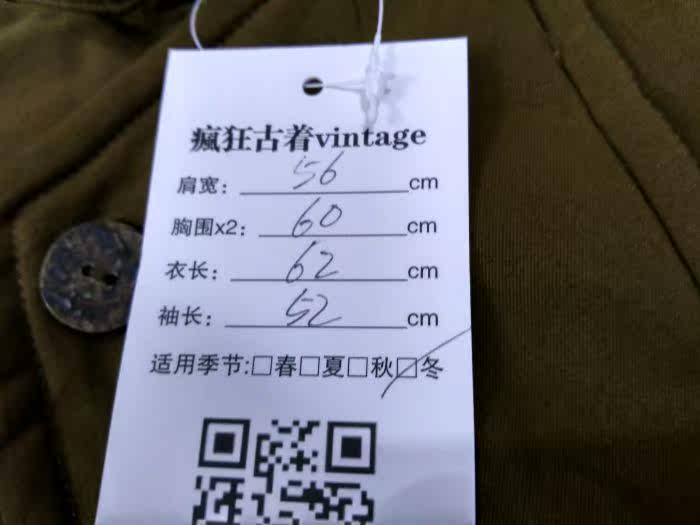 瘋狂古着vintage
肩宽：56cm
胸围x2：60cm
衣长：62cm
袖长：52cm
适用季节:□春□夏□秋□冬